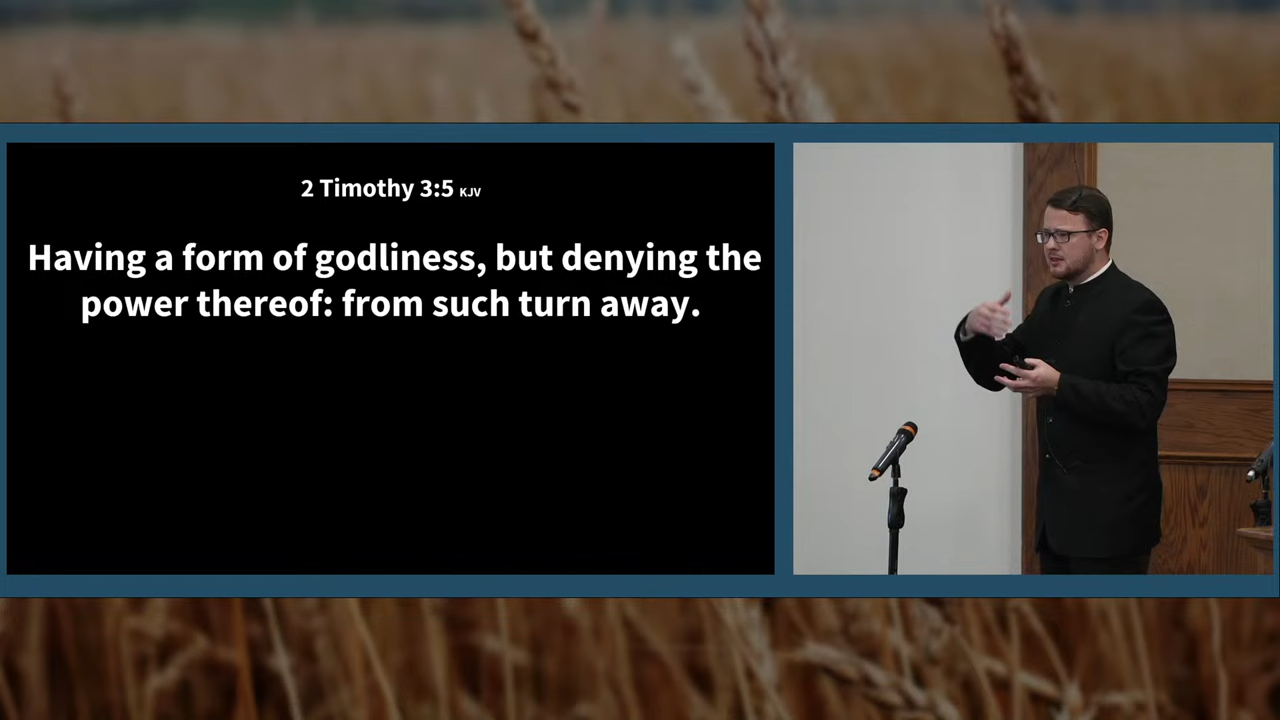 2 Timothy 3:5 KJV
Having a form of godliness, but denying the
power thereof: from such turn away.